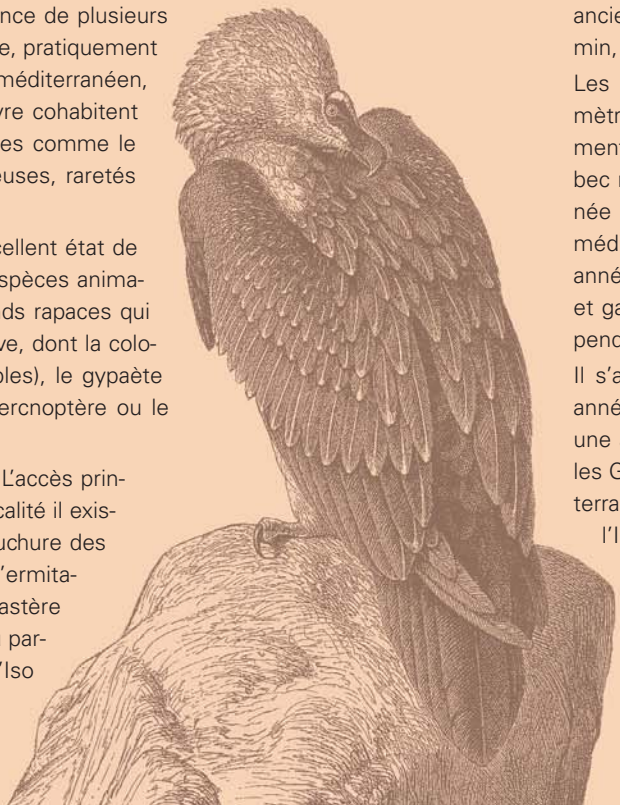 nce de plusieurs
e, pratiquement
méditerranéen,
vre cohabitent
es comme le
euses, raretés
cellent état de
spèces anima-
ds rapaces qui
ve, dont la colo-
oles), le gypaète
ercnoptère ou le
L’accès prin-
calité il exis-
uchure des
’ermita-
astère
par-
’Iso
ancie
min,
Les
mètr
ment
bec
née
méd
anné
et ga
pend
Il s’a
anné
une
les G
terra
l’I